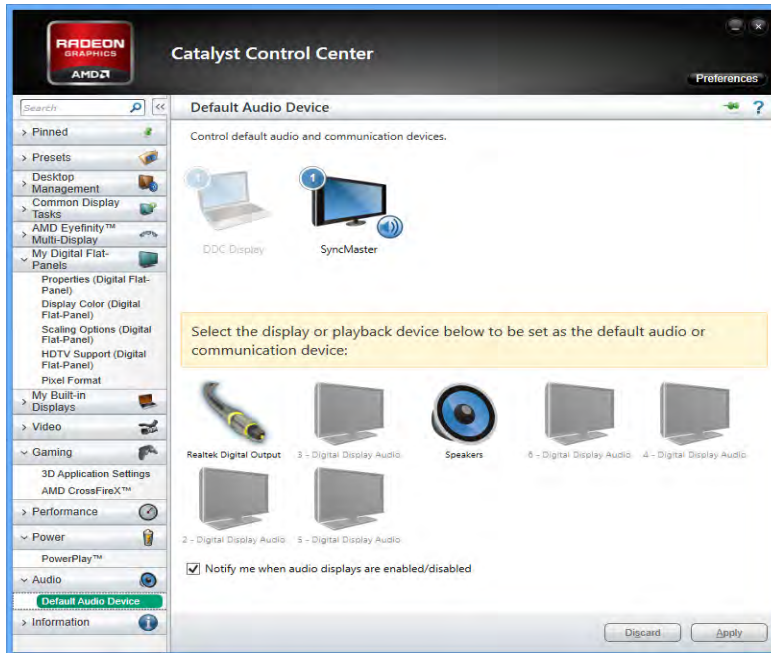 RADEON
GRAPHICS
AMD
Catalyst Control Center
Preferences
Search
<<
Default Audio Device
?
> Pinned
> Presets
> Desktop
Management
> Common Display
Tasks
> AMD Eyefinity™
Multi-Display
My Digital Flat-
Panels
Properties (Digital Flat-
Panel)
Display Color (Digital
Flat-Panel)
Scaling Options (Digital
Flat-Panel)
HDTV Support (Digital
Flat-Panel)
Pixel Format
> My Built-in
Displays
> Video
Gaming
3D Application Settings
AMD CrossFireX™
> Performance
Power
PowerPlay™
Audio
Default Audio Device
> Information
Control default audio and communication devices.
1
1
DDC Display
SyncMaster
Select the display or playback device below to be set as the default audio or
communication device:
Realtek Digital Output
3 - Digital Display Audio
Speakers
6 - Digital Display Audio
4 - Digital Display Audio
2 - Digital Display Audio
5 - Digital Display Audio
Notify me when audio displays are enabled/disabled
Discard
Apply